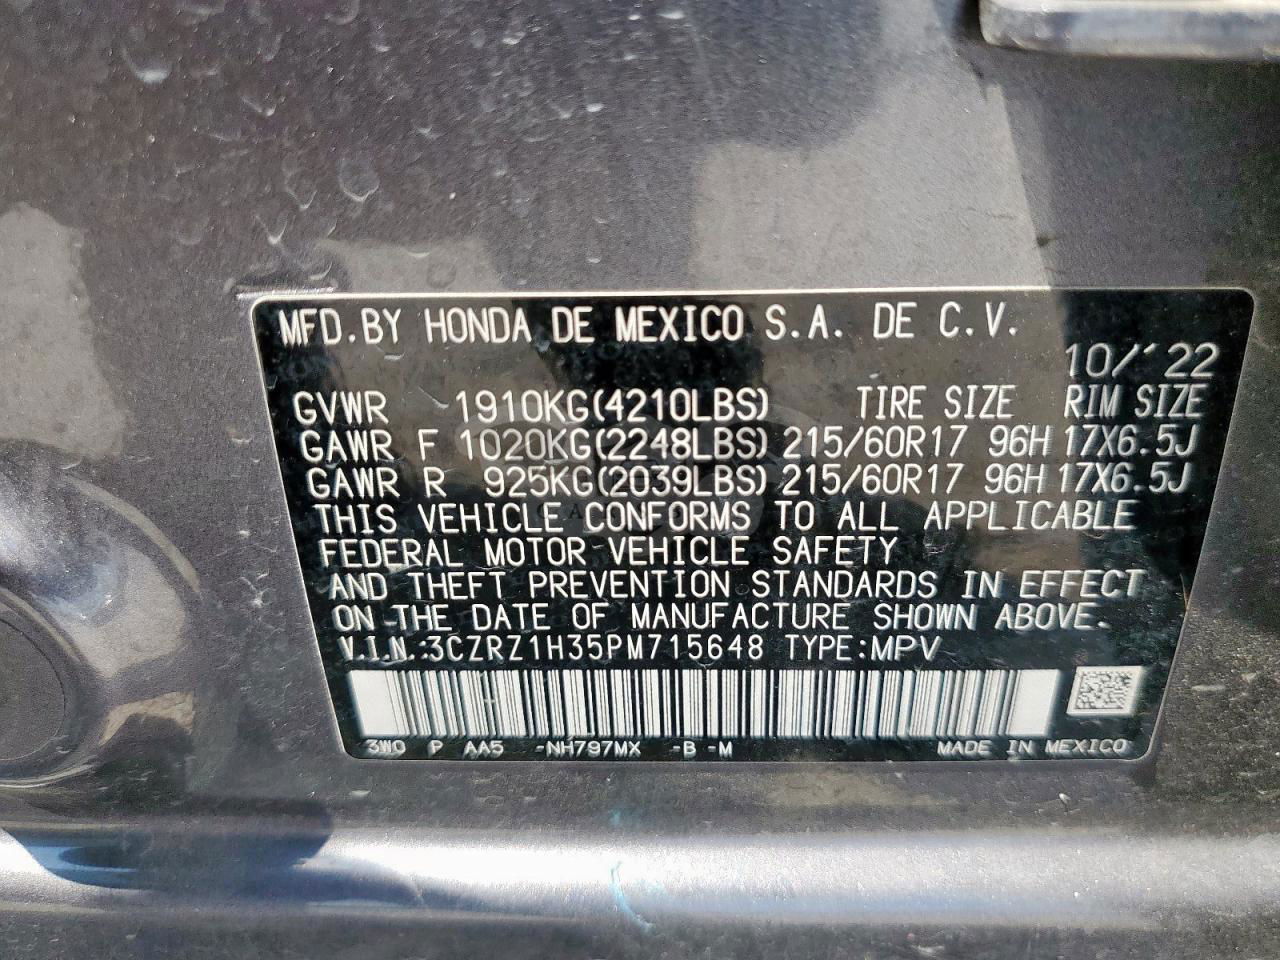 MFD.BY HONDA DE MEXICO S.A. DE C.V.
10/'22
GVWR 1910KG(4210LBS) TIRE SIZE RIM SIZE
GAWR F 1020KG(2248LBS) 215/60R17 96H 17X6.5J
GAWR R 925KG(2039LBS) 215/60R17 96H 17X6.5J
THIS VEHICLE CONFORMS TO ALL APPLICABLE
FEDERAL MOTOR VEHICLE SAFETY
AND THEFT PREVENTION STANDARDS IN EFFECT
ON THE DATE OF MANUFACTURE SHOWN ABOVE.
V.I.N.:3CZRZ1H35PM715648 TYPE:MPV
3W0 P AA5 -NH797MX -B -M MADE IN MEXICO